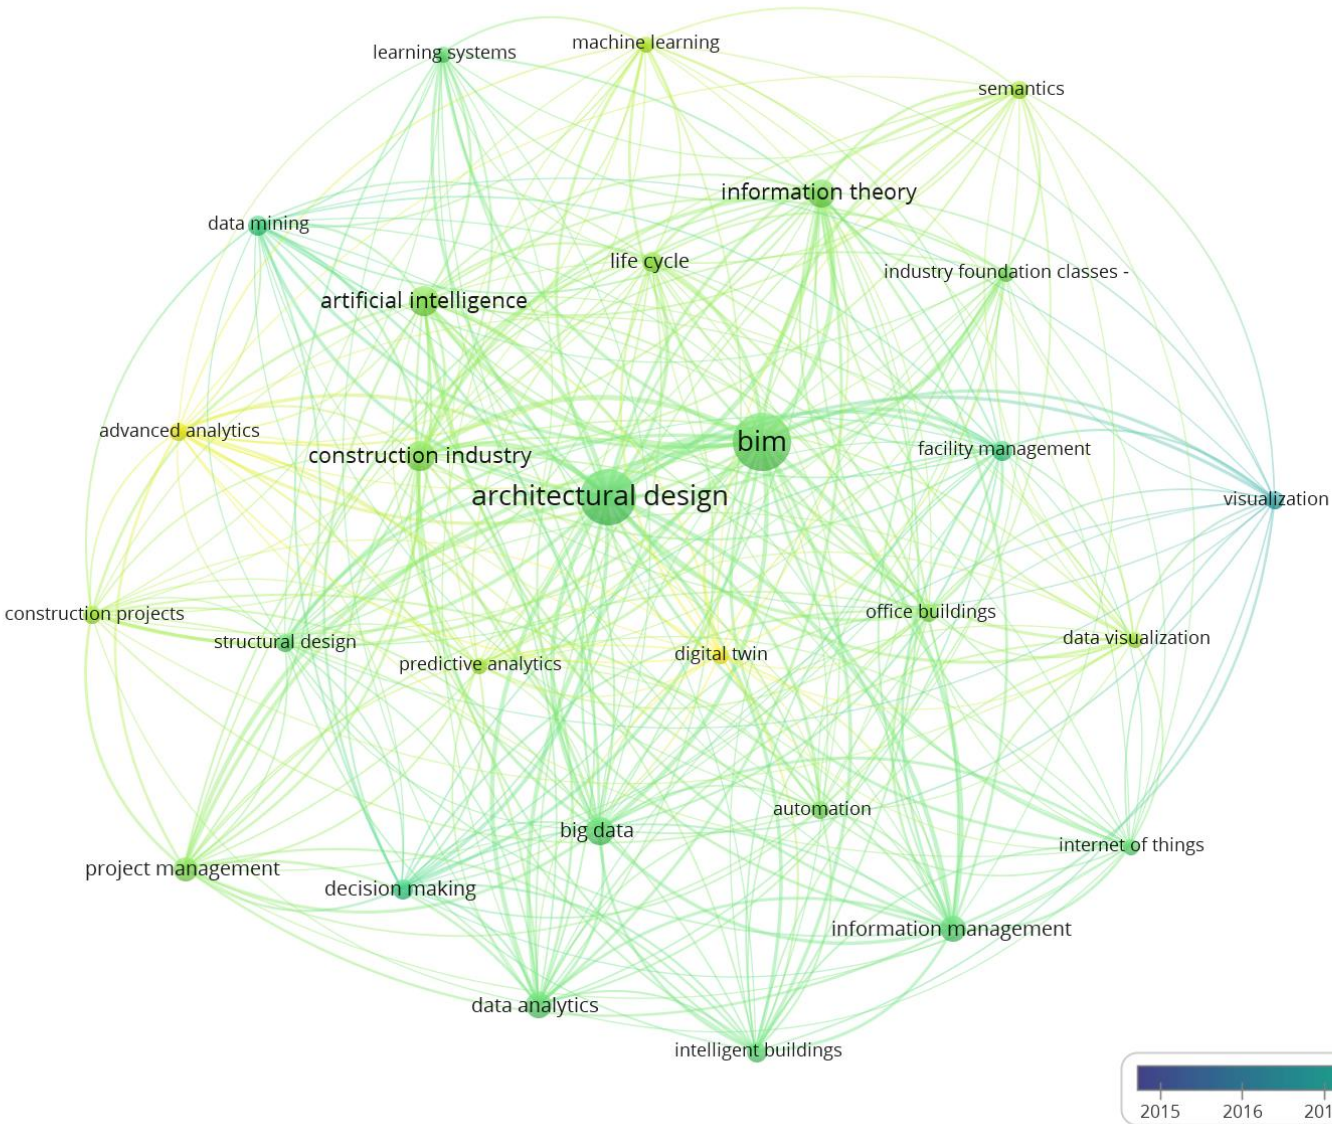 machine learning
learning systems
semantics
information theory
data mining
life cycle
industry foundation classes -
artificial intelligence
advanced analytics
bim
facility management
construction industry
architectural design
visualization
construction projects
office buildings
structural design
data visualization
digital twin
predictive analytics
automation
big data
internet of things
project management
decision making
information management
data analytics
intelligent buildings
2015 2016 201